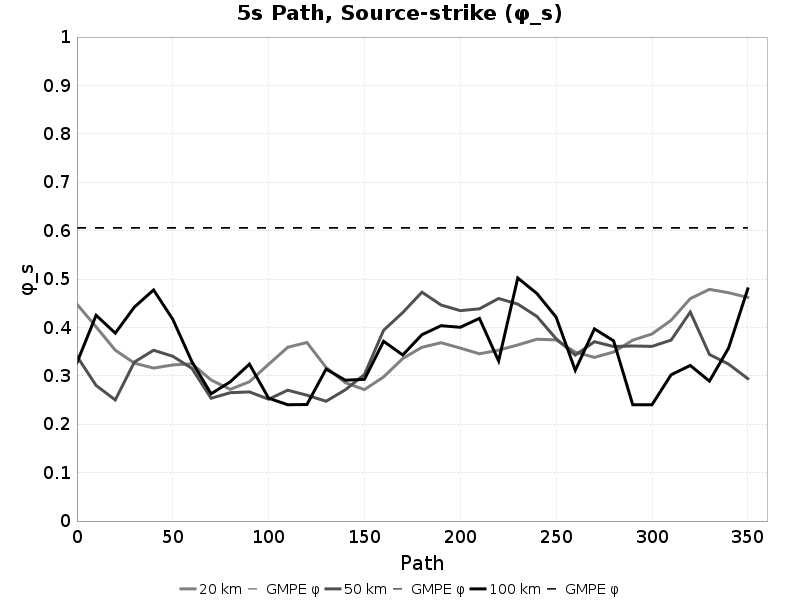 5s Path, Source-strike (φ_s)
1
0.9
0.8
0.7
0.6
0.5
0.4
0.3
0.2
0.1
0
φ_s
0 50 100 150 200 250 300 350
Path
20 km GMPE φ 50 km GMPE φ 100 km GMPE φ